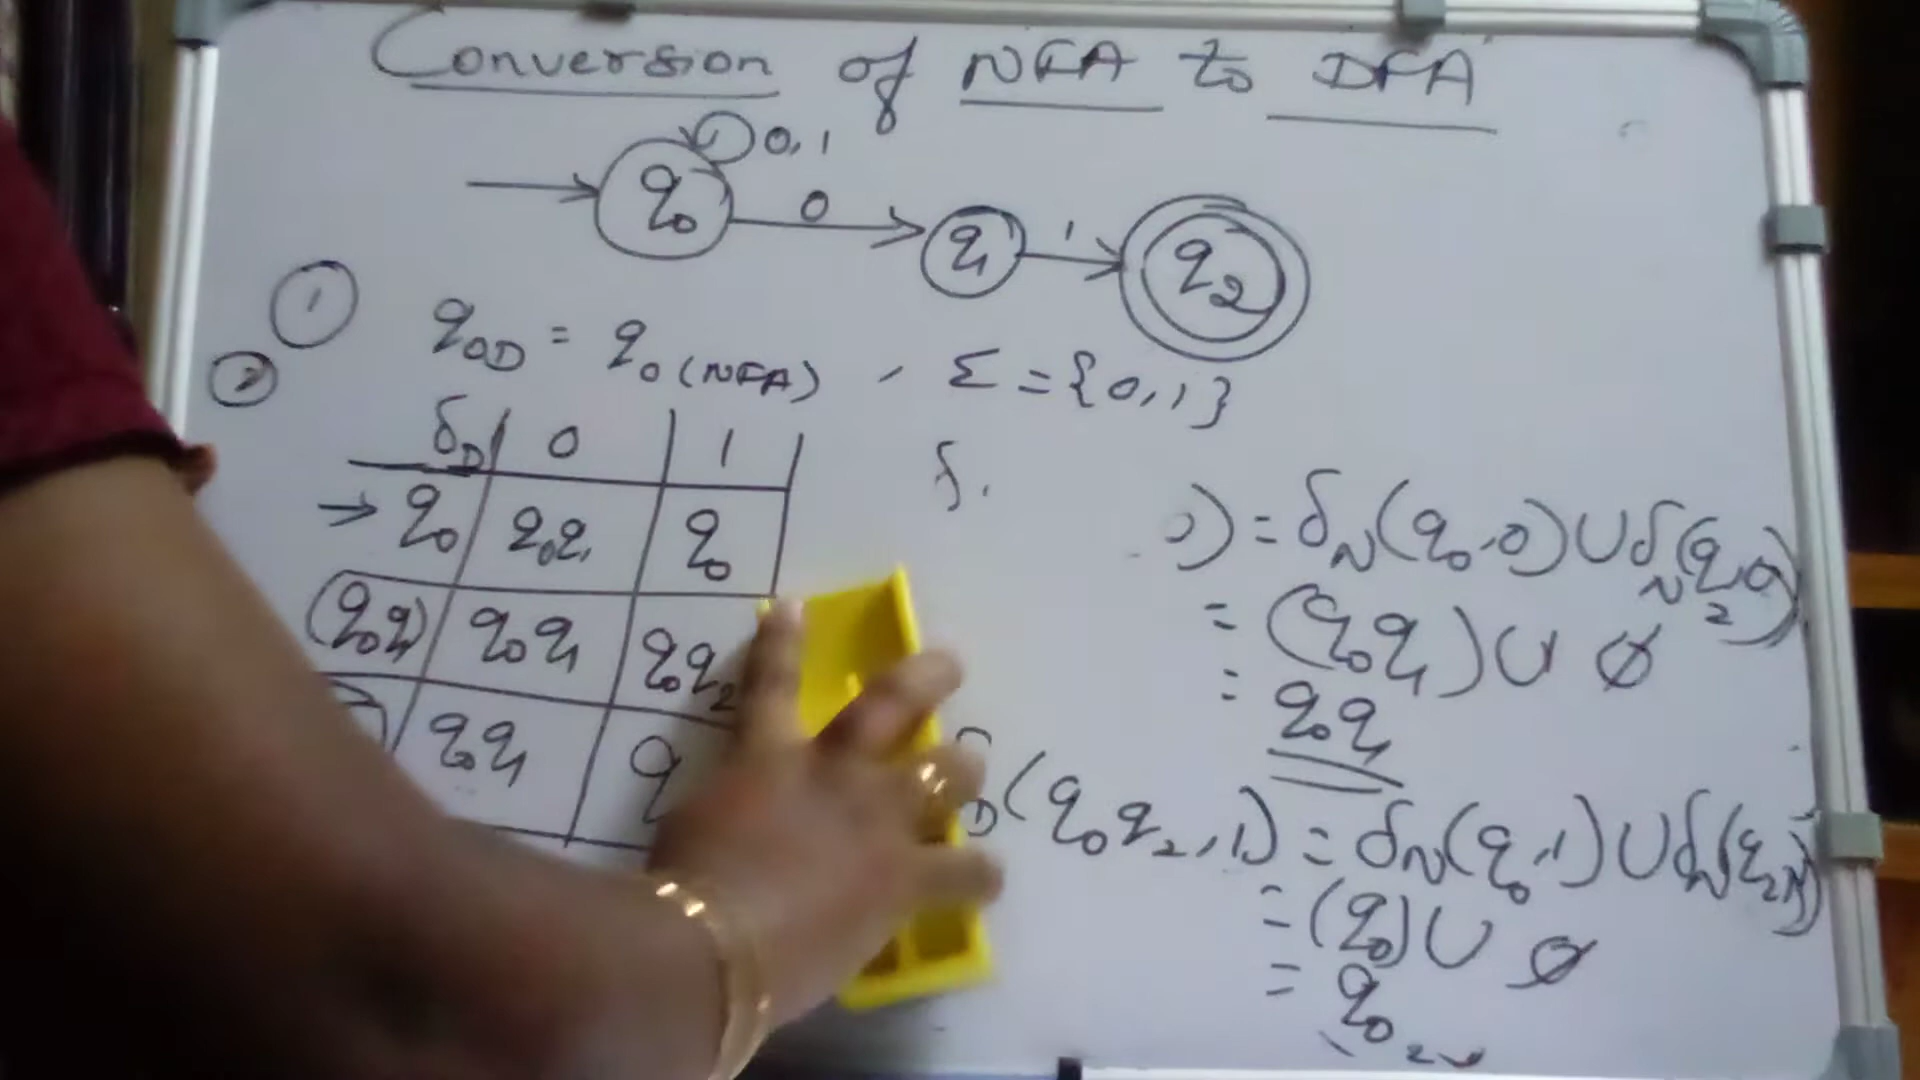 Conversion of NFA to DFA
0,1
q0 0 q1 1 q2
1 q0D = q0(NFA) , Σ = {0,1}
2
δD 0 1
δ.
→ q0 q0q1 q0
0) = δN(q0,0) ∪ δN(q2,0)
(q0q1) q0q1 q0q2
= (q0q1) ∪ ∅
= q0q1
q0q1 q
D(q0q2,1) = δN(q0,1) ∪ δN(q2,1)
= (q0) ∪ ∅
= q0